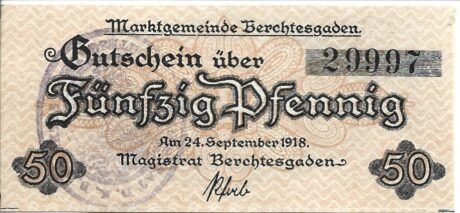 Marktgemeinde Berchtesgaden.
Gutschein über 29997
Fünfzig Pfennig
Am 24. September 1918.
50 Magistrat Berchtesgaden: 50